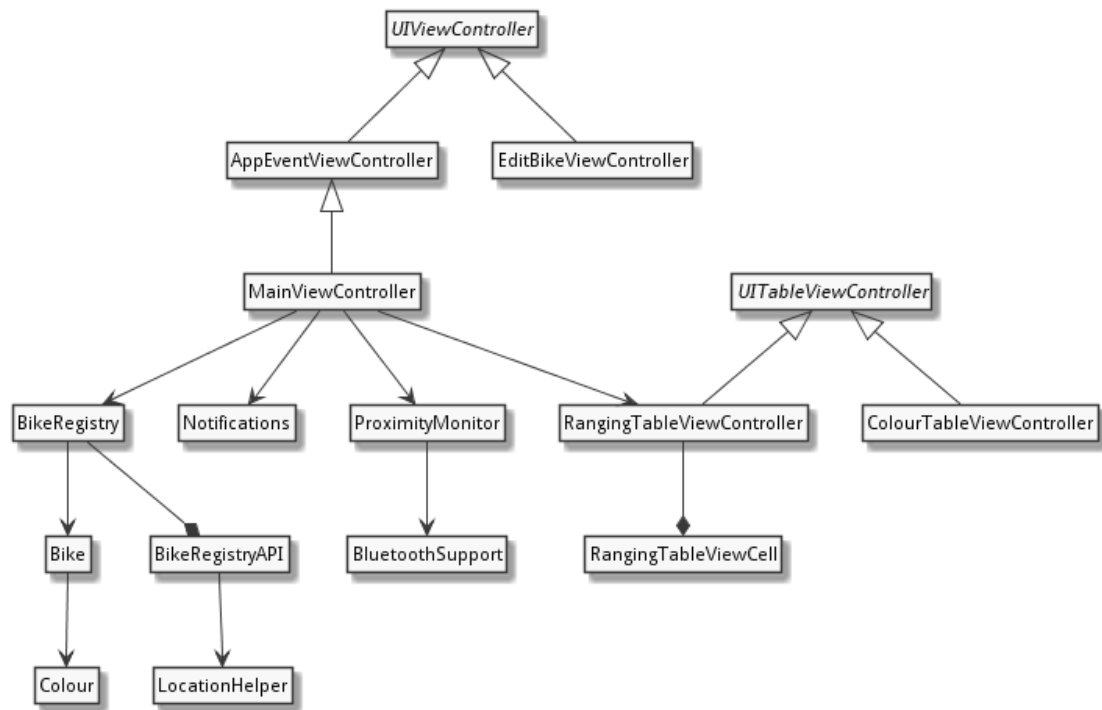 UIViewController
AppEventViewController
EditBikeViewController
MainViewController
UITableViewController
BikeRegistry
Notifications
ProximityMonitor
RangingTableViewController
ColourTableViewController
Bike
BikeRegistryAPI
BluetoothSupport
RangingTableViewCell
Colour
LocationHelper